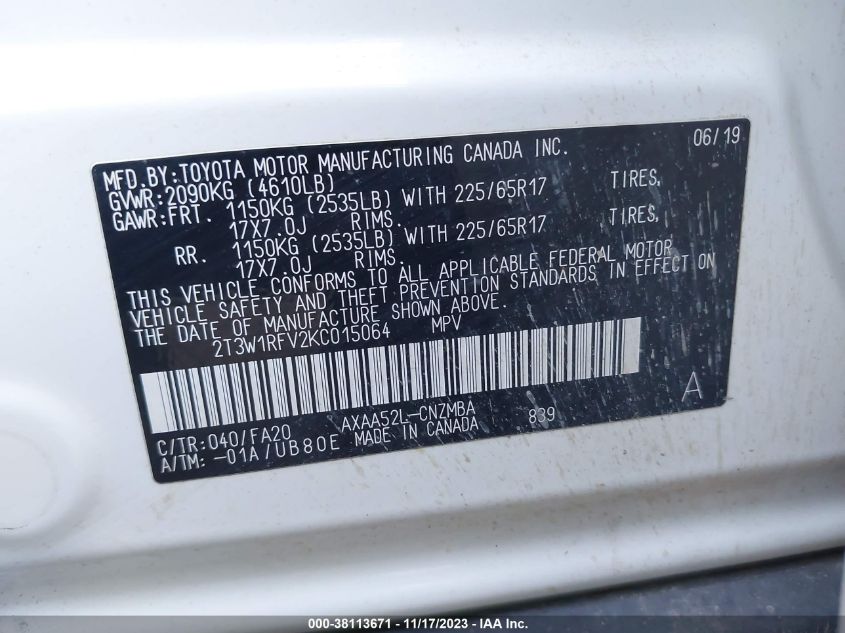 06/19
MFD.BY:TOYOTA MOTOR MANUFACTURING CANADA INC.
GVWR:2090KG (4610LB)
GAWR:FRT. 1150KG (2535LB) WITH 225/65R17 TIRES,
17X7.0J RIMS.
RR. 1150KG (2535LB) WITH 225/65R17 TIRES,
17X7.0J RIMS.
THIS VEHICLE CONFORMS TO ALL APPLICABLE FEDERAL MOTOR
VEHICLE SAFETY AND THEFT PREVENTION STANDARDS IN EFFECT ON
THE DATE OF MANUFACTURE SHOWN ABOVE.
2T3W1RFV2KC015064 MPV
C/TR:040/FA20 AXAA52L-CNZMBA 839 A
A/TM:-01A/UB80E MADE IN CANADA
000-38113671 - 11/17/2023 - IAA Inc.